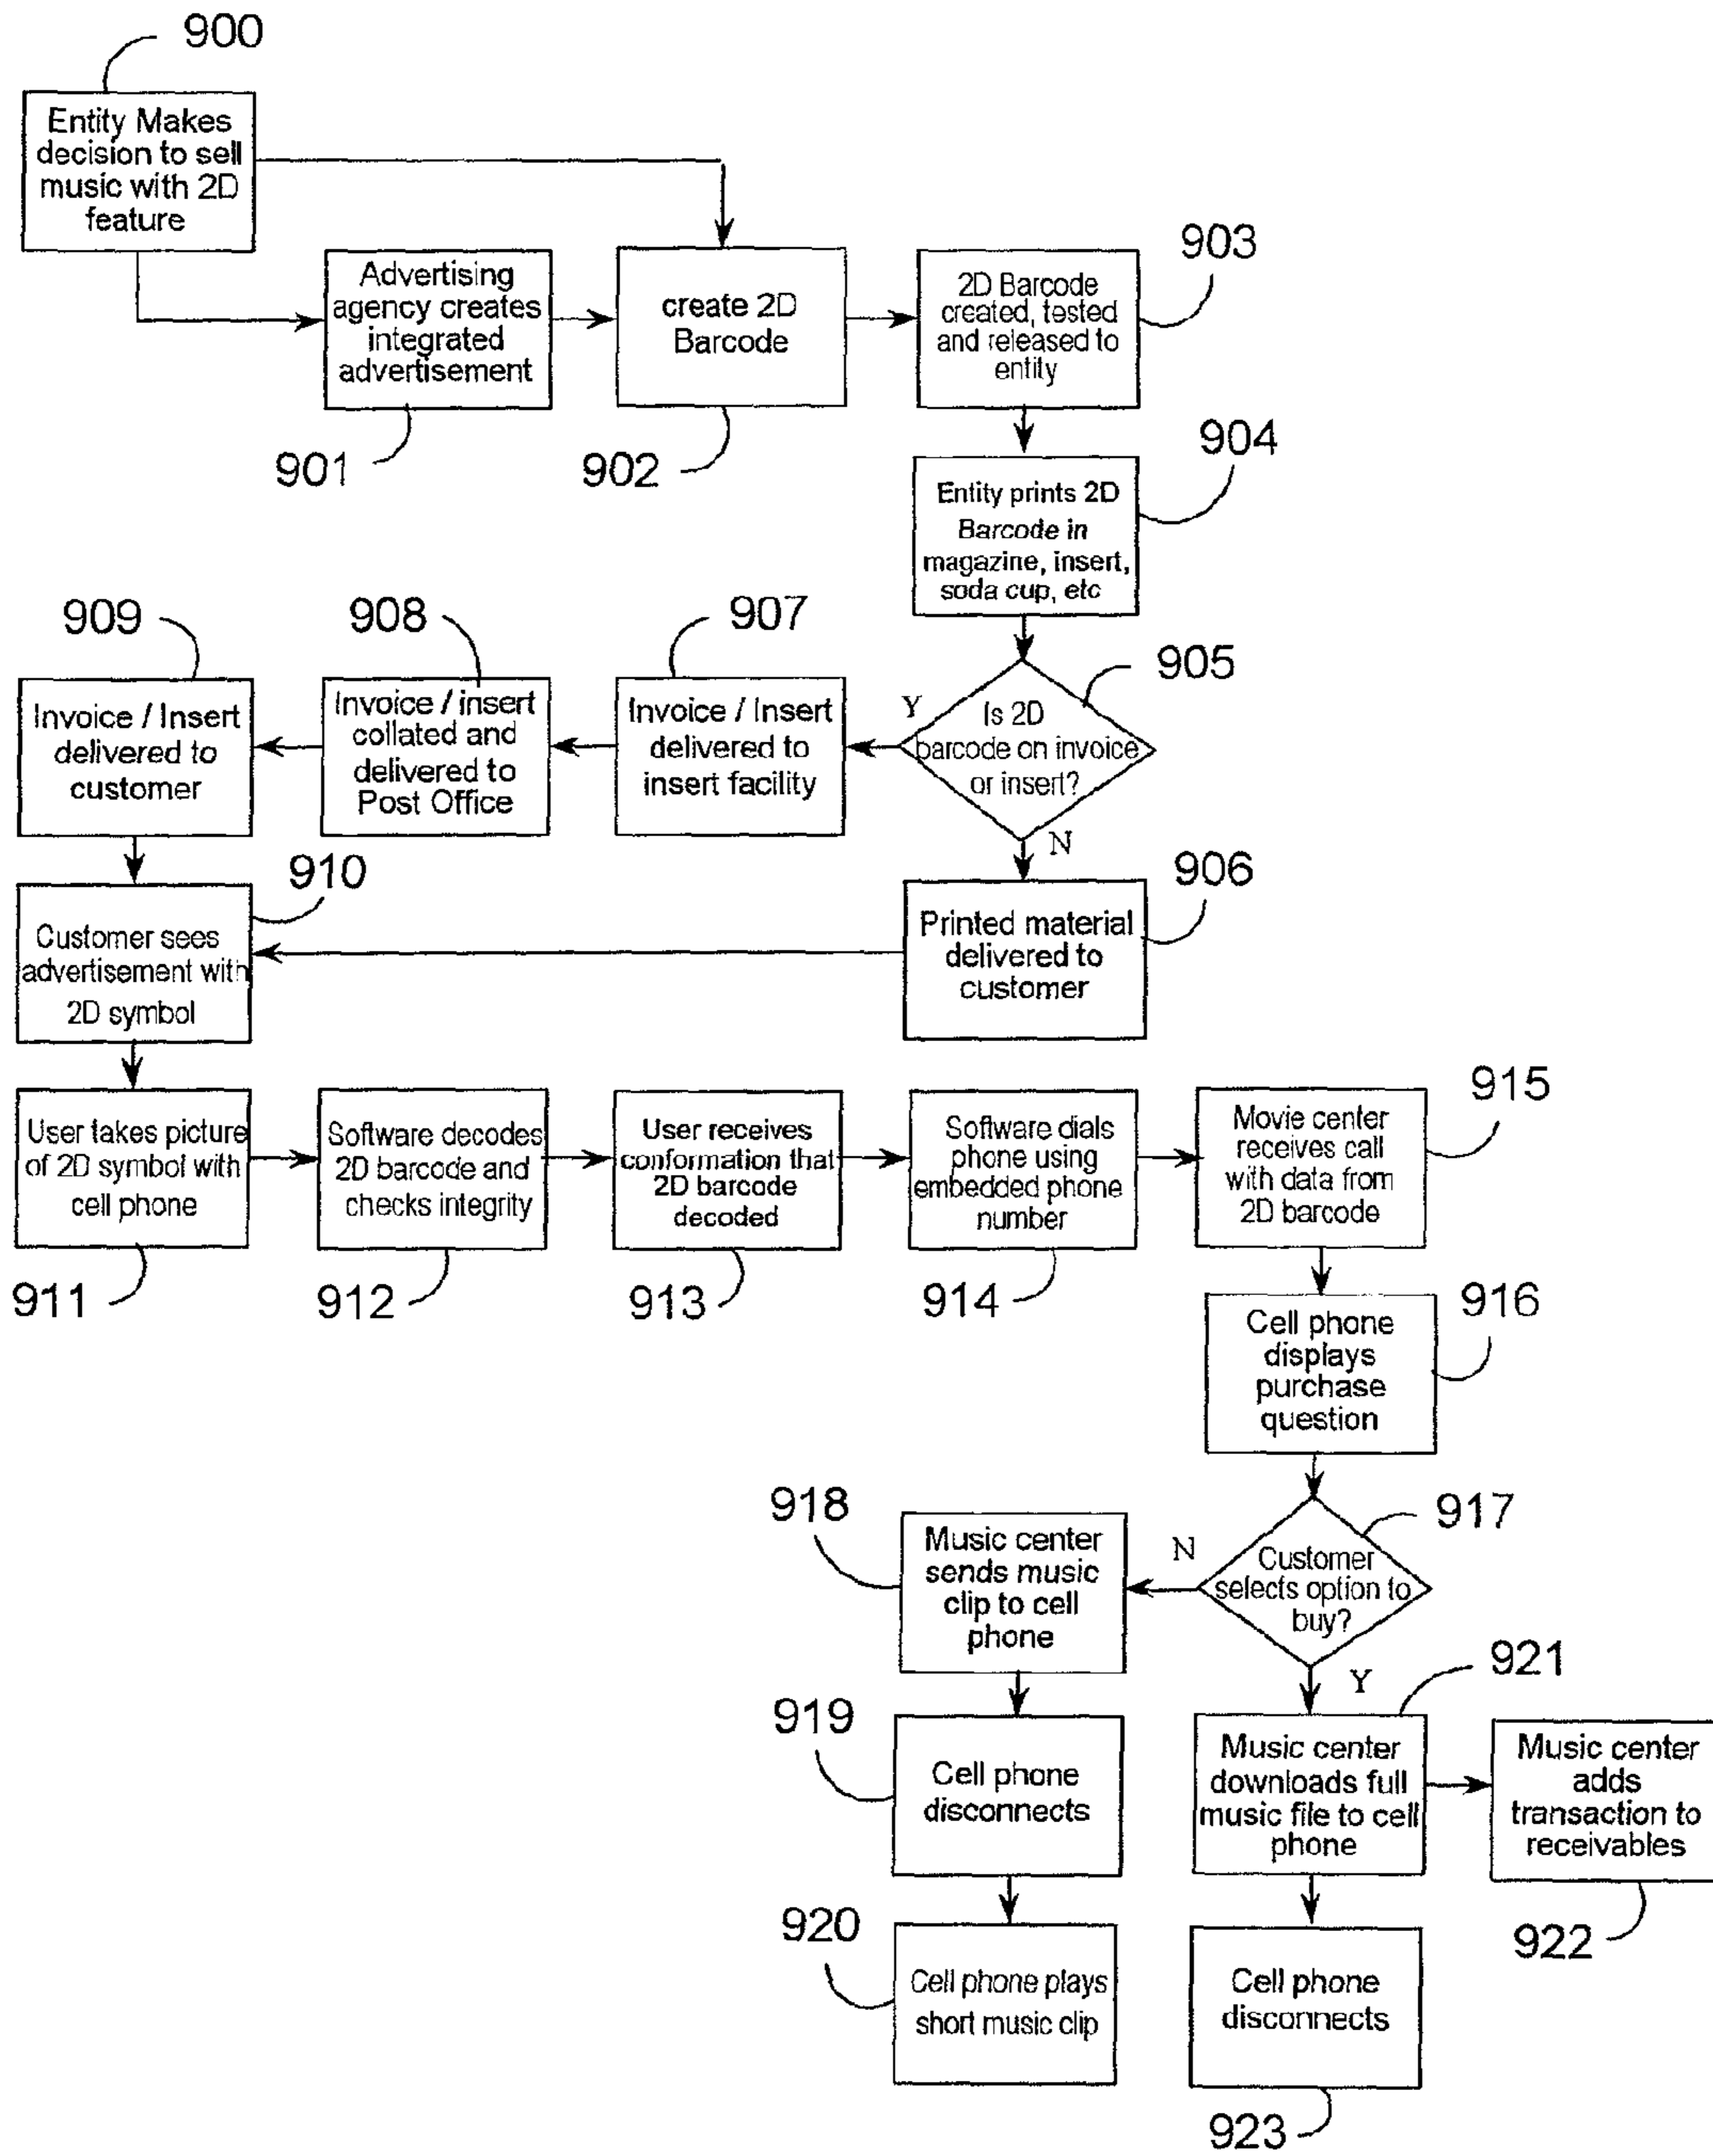 900
Entity Makes
decision to sell
music with 2D
feature
Advertising
agency creates
integrated
advertisement
901
create 2D
Barcode
902
903
2D Barcode
created, tested
and released to
entity
904
Entity prints 2D
Barcode in
magazine, insert,
soda cup, etc
905
Is 2D
barcode on invoice
or insert?
Y
N
907
Invoice / Insert
delivered to
insert facility
908
Invoice / insert
collated and
delivered to
Post Office
909
Invoice / Insert
delivered to
customer
906
Printed material
delivered to
customer
910
Customer sees
advertisement with
2D symbol
User takes picture
of 2D symbol with
cell phone
911
Software decodes
2D barcode and
checks integrity
912
User receives
conformation that
2D barcode
decoded
913
Software dials
phone using
embedded phone
number
914
915
Movie center
receives call
with data from
2D barcode
916
Cell phone
displays
purchase
question
917
Customer
selects option to
buy?
N
Y
918
Music center
sends music
clip to cell
phone
919
Cell phone
disconnects
920
Cell phone plays
short music clip
921
Music center
downloads full
music file to cell
phone
Music center
adds
transaction to
receivables
922
Cell phone
disconnects
923